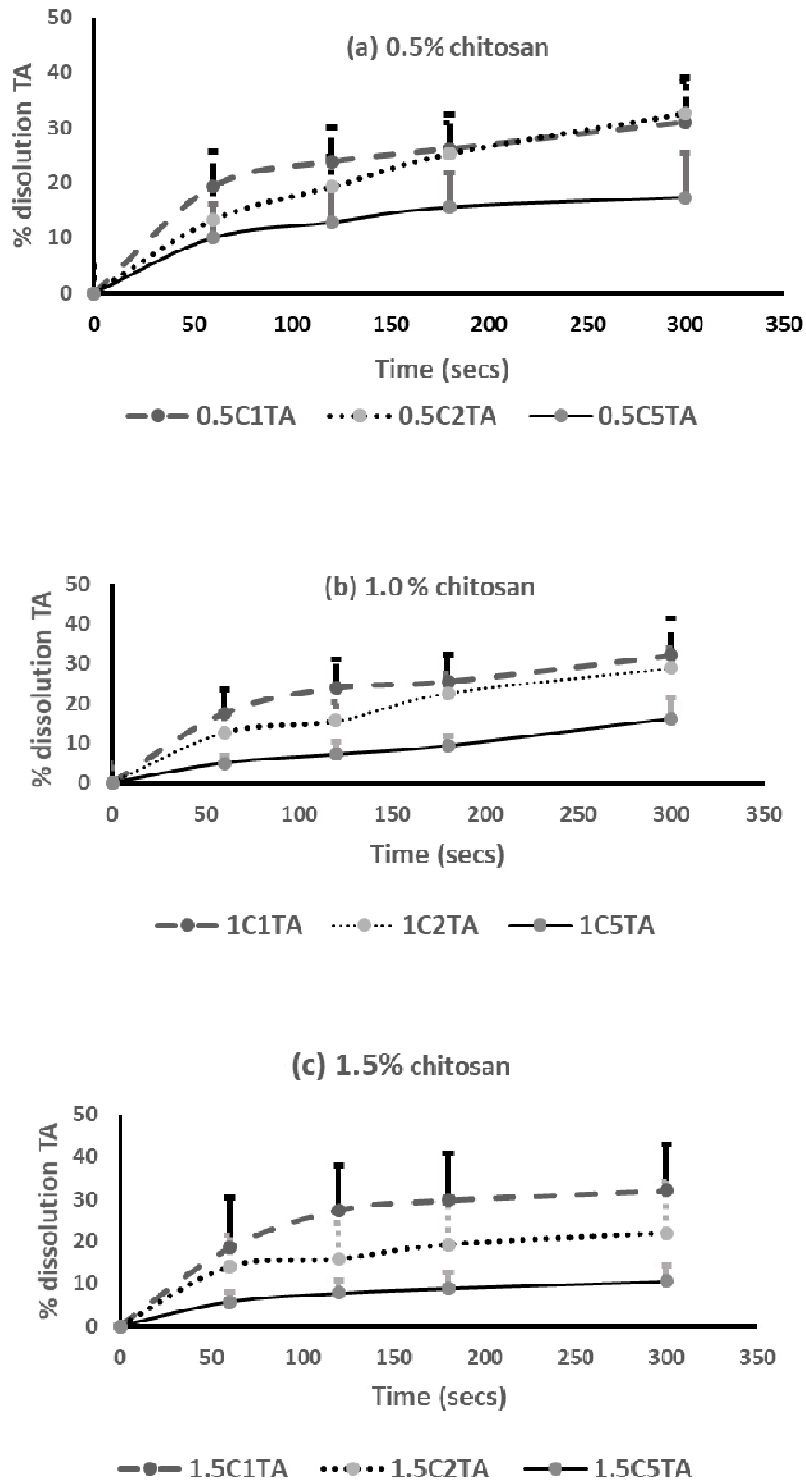 (a) 0.5% chitosan
% disolution TA
50
40
30
20
10
0
0 50 100 150 200 250 300 350
Time (secs)
0.5C1TA 0.5C2TA 0.5C5TA
(b) 1.0 % chitosan
% dissolution TA
50
40
30
20
10
0
0 50 100 150 200 250 300 350
Time (secs)
1C1TA 1C2TA 1C5TA
(c) 1.5% chitosan
% dissolution TA
50
40
30
20
10
0
0 50 100 150 200 250 300 350
Time (secs)
1.5C1TA 1.5C2TA 1.5C5TA